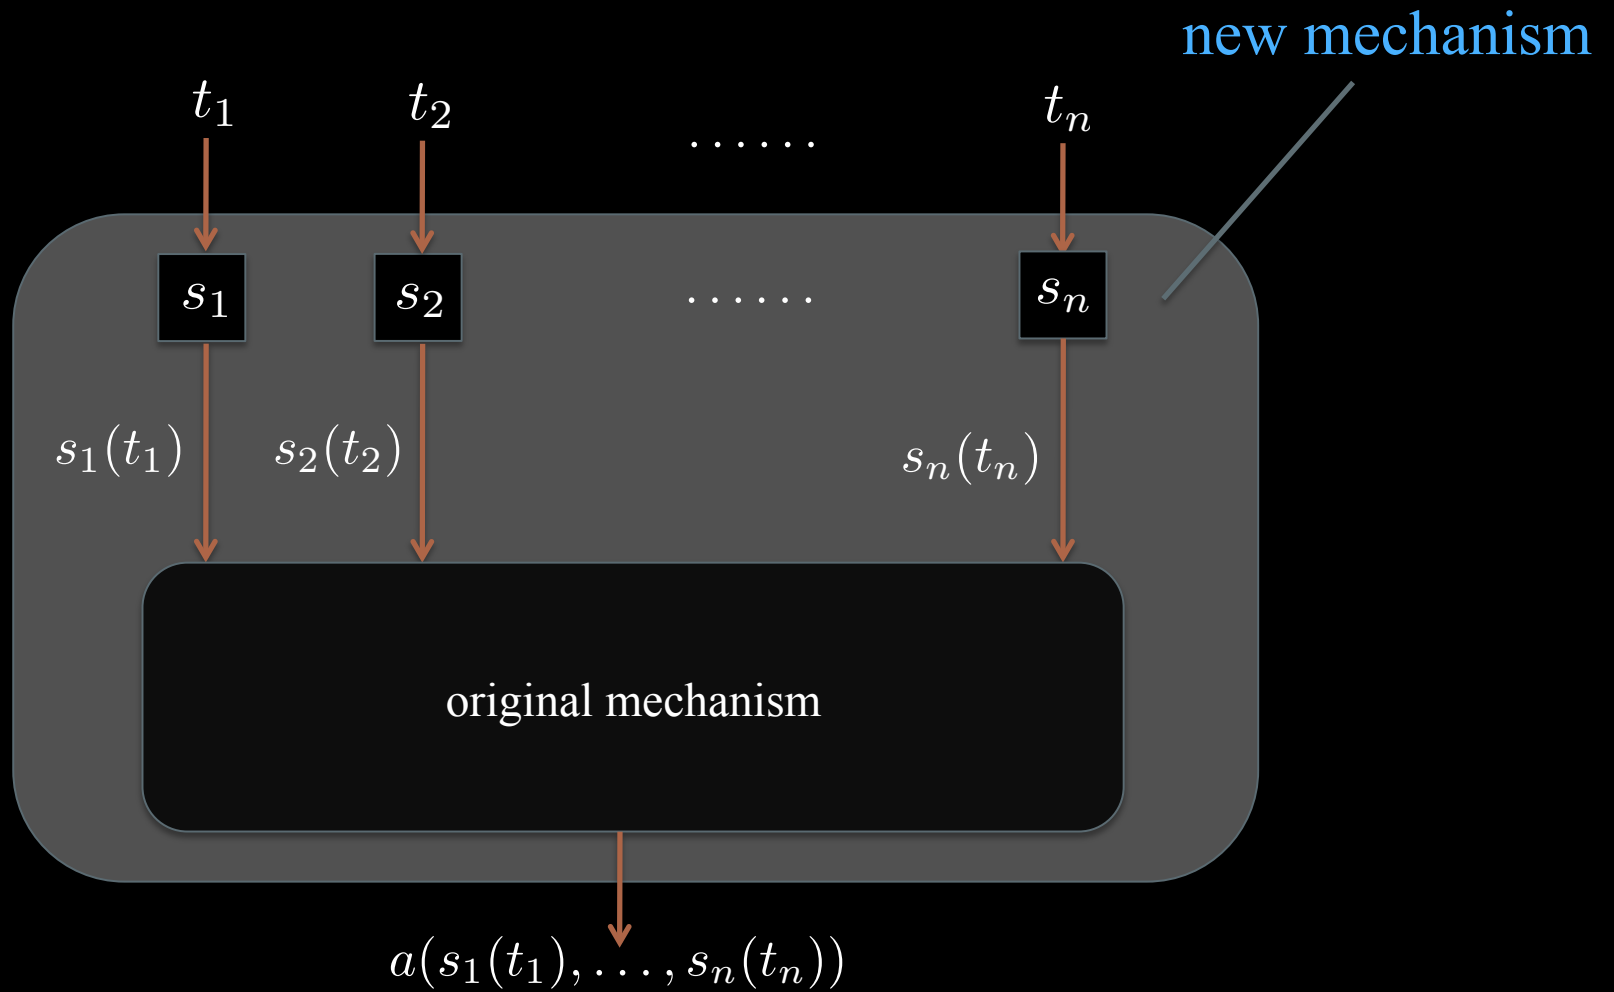 new mechanism
t₁ t₂ ...... tₙ
s₁ s₂ ...... sₙ
s₁(t₁) s₂(t₂) sₙ(tₙ)
original mechanism
a(s₁(t₁), ..., sₙ(tₙ))